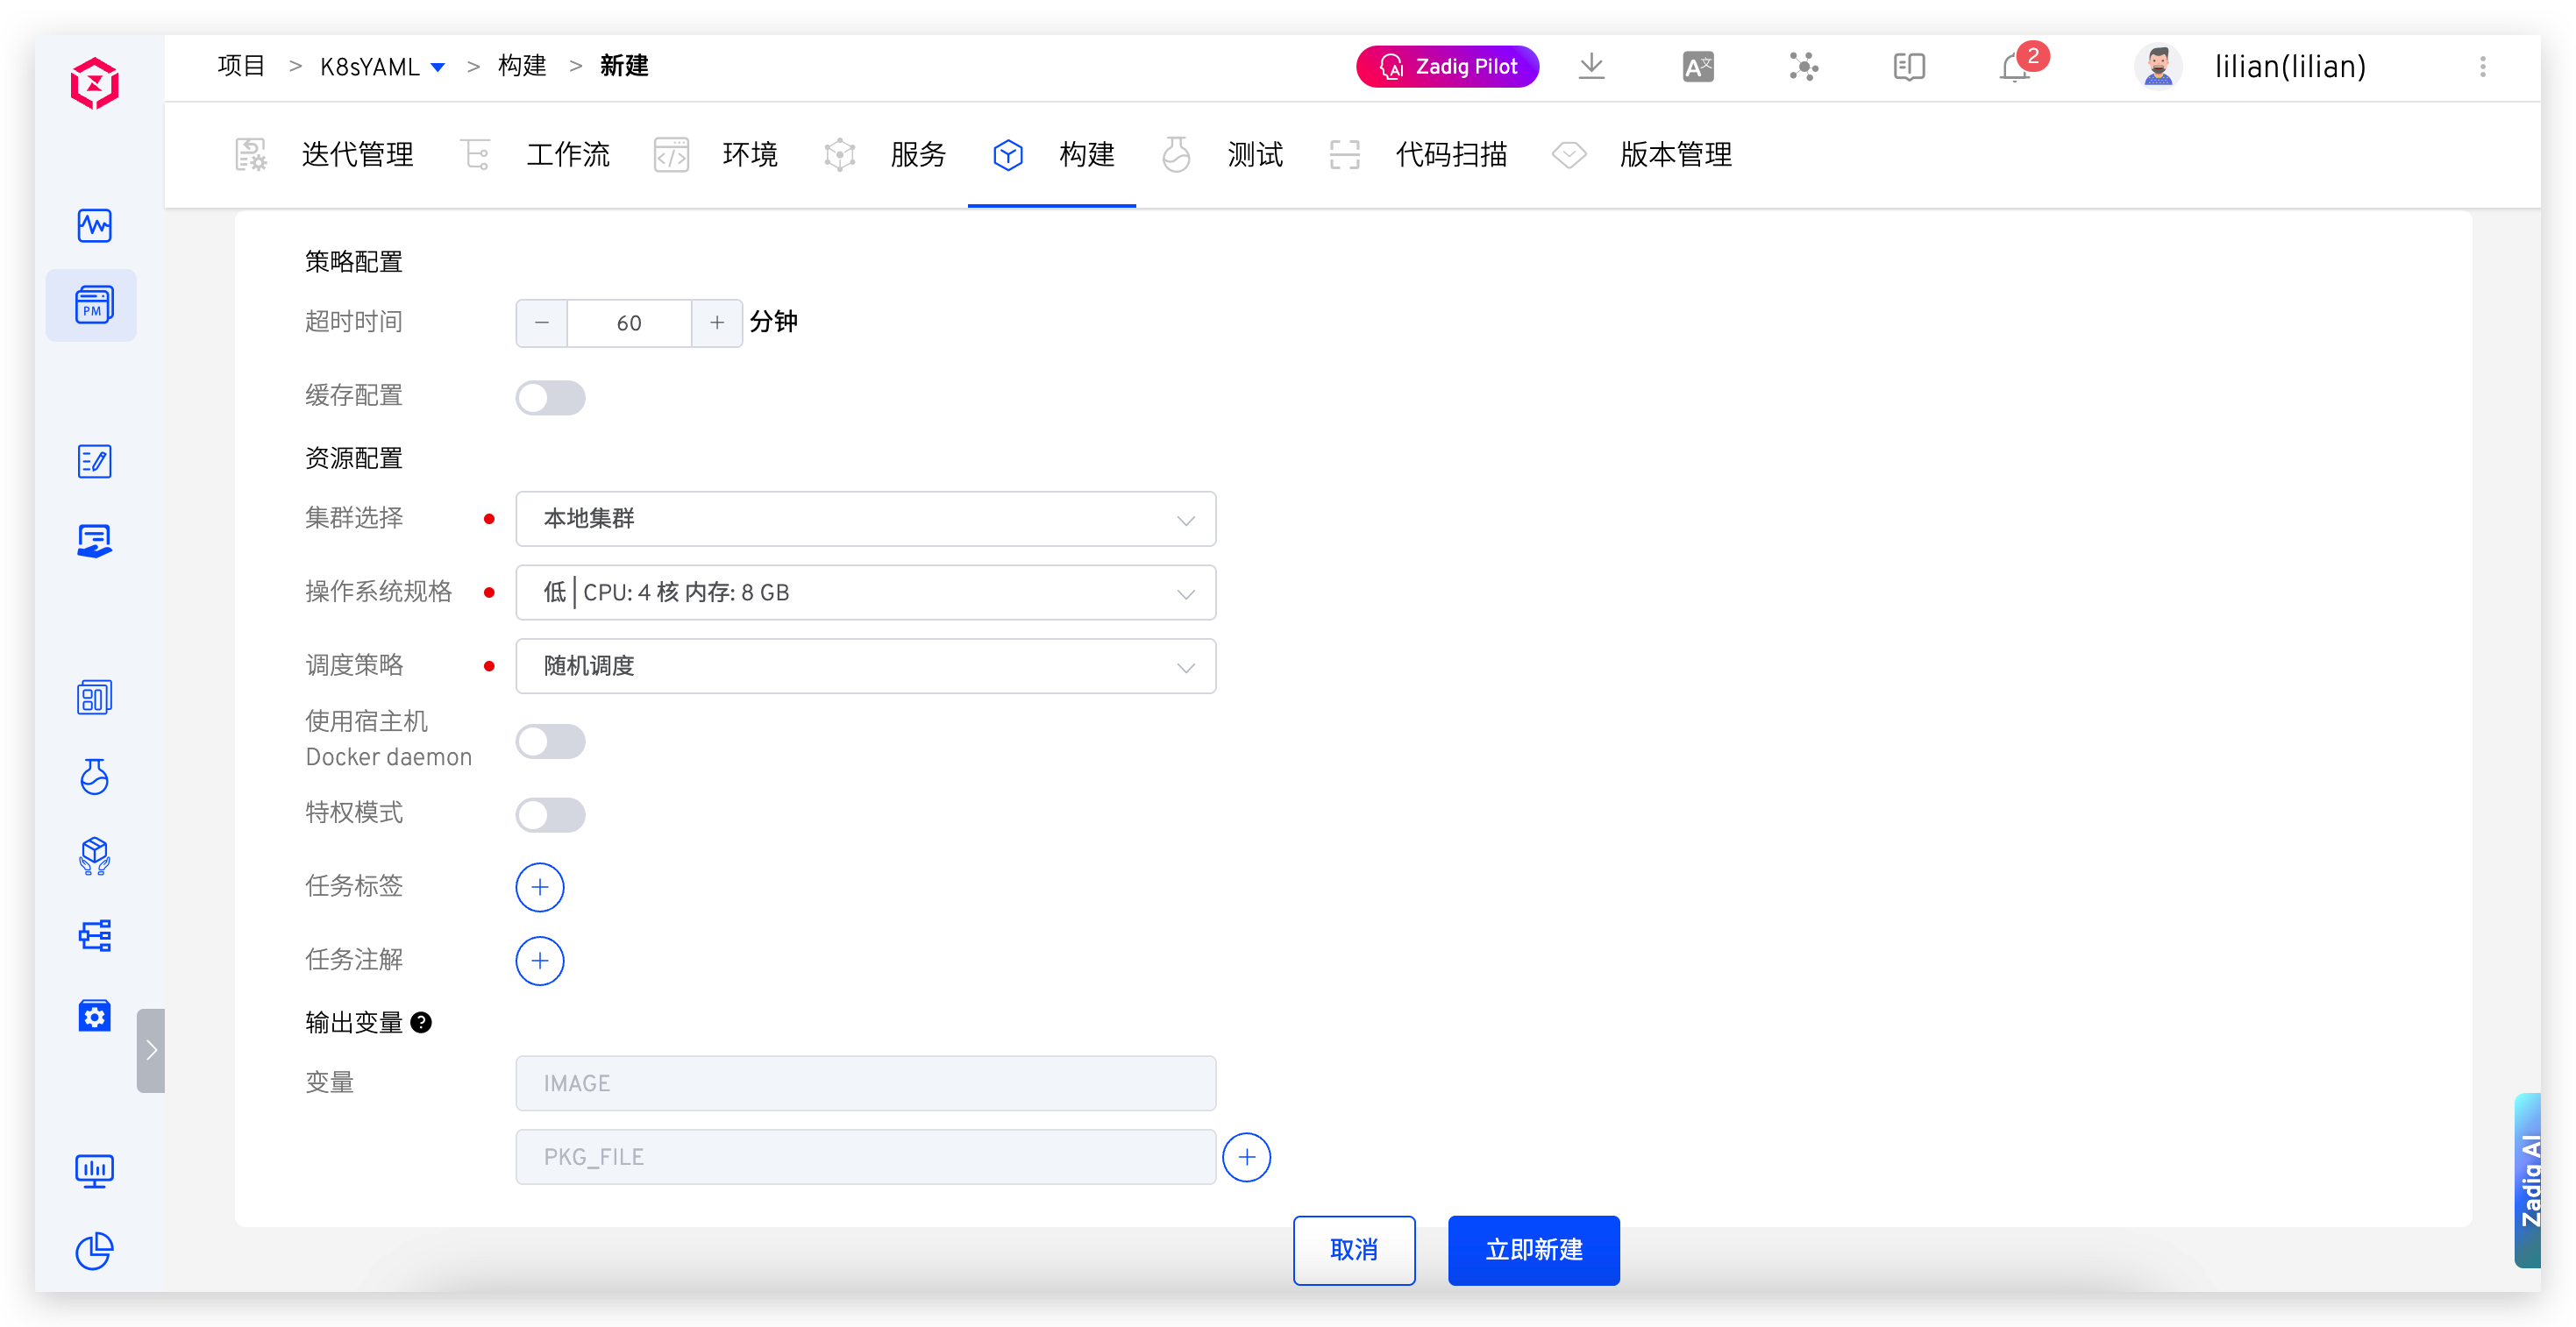 项目 > K8sYAML > 构建 > 新建
Zadig Pilot
A文
2
lilian(lilian)
迭代管理 工作流 环境 服务 构建 测试 代码扫描 版本管理
PM
策略配置
超时时间 − 60 + 分钟
缓存配置
资源配置
集群选择 本地集群
操作系统规格 低 | CPU: 4 核 内存: 8 GB
调度策略 随机调度
使用宿主机
Docker daemon
特权模式
任务标签
任务注解
输出变量 ?
变量 IMAGE
PKG_FILE
取消 立即新建
Zadig AI